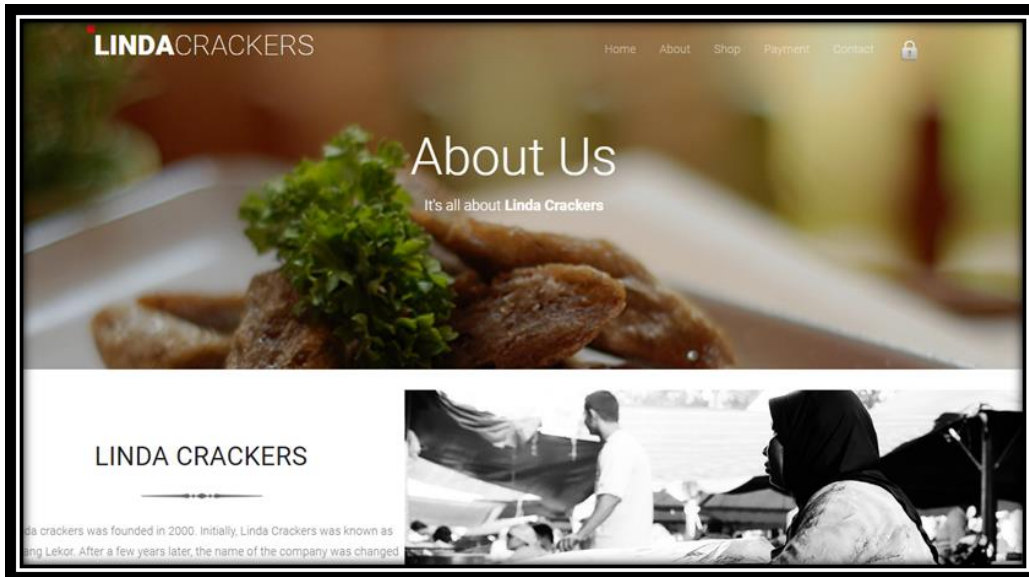 LINDACRACKERS
Home About Shop Payment Contact
About Us
It's all about Linda Crackers
LINDA CRACKERS
da crackers was founded in 2000. Initially, Linda Crackers was known as
ang Lekor. After a few years later, the name of the company was changed